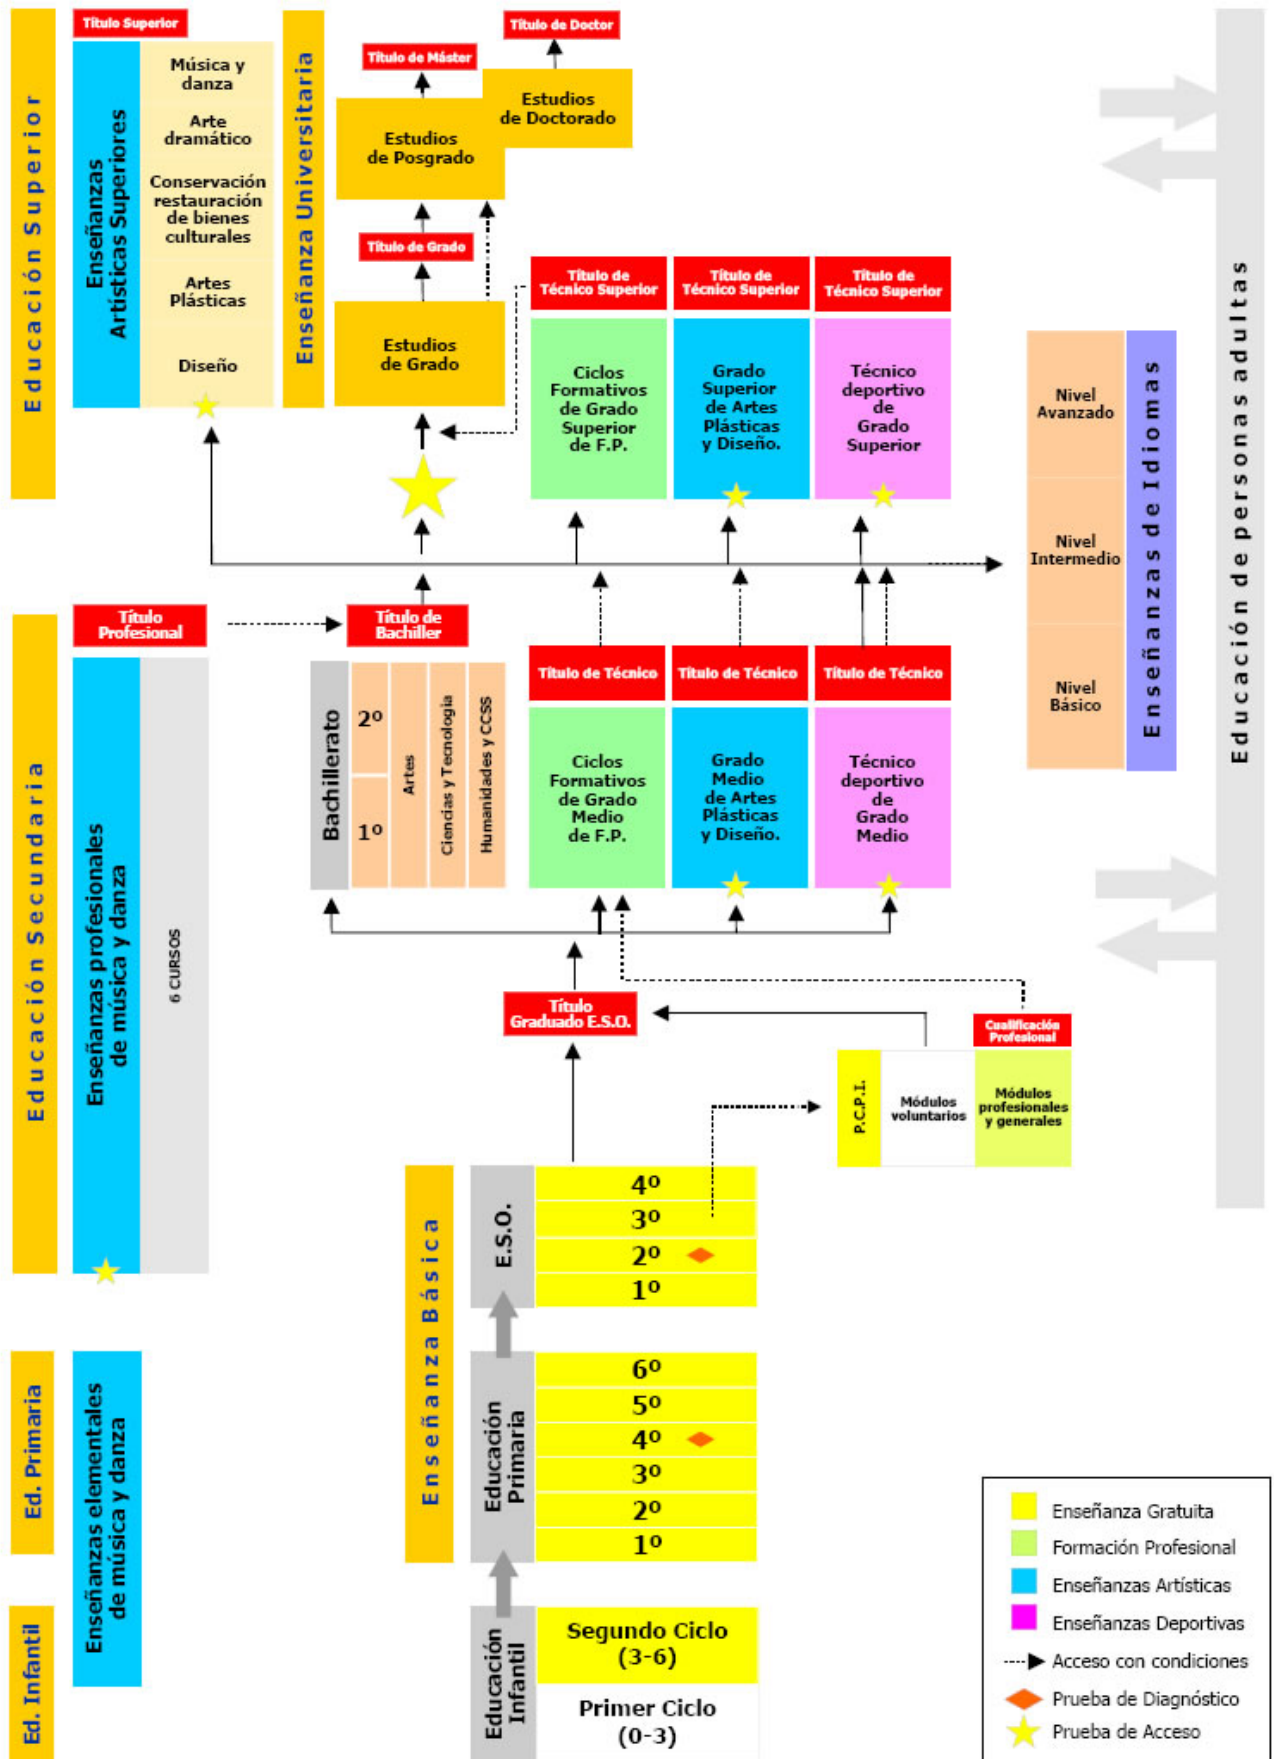 Educación Superior
Título Superior
Enseñanzas
Artísticas Superiores
Música y
danza
Arte
dramático
Conservación
restauración
de bienes
culturales
Artes
Plásticas
Diseño
Enseñanza Universitaria
Título de Doctor
Título de Máster
Estudios
de Doctorado
Estudios
de Posgrado
Título de Grado
Estudios
de Grado
Título de
Técnico Superior
Ciclos
Formativos
de Grado
Superior
de F.P.
Título de
Técnico Superior
Grado
Superior
de Artes
Plásticas
y Diseño.
Título de
Técnico Superior
Técnico
deportivo
de
Grado
Superior
Nivel
Avanzado
Nivel
Intermedio
Nivel
Básico
Enseñanzas de Idiomas
Educación de personas adultas
Educación Secundaria
Título
Profesional
Enseñanzas profesionales
de música y danza
6 CURSOS
Título de
Bachiller
Bachillerato
2º
1º
Artes
Ciencias y Tecnología
Humanidades y CCSS
Título de Técnico
Ciclos
Formativos
de Grado
Medio
de F.P.
Título de Técnico
Grado
Medio
de Artes
Plásticas
y Diseño.
Título de Técnico
Técnico
deportivo
de
Grado
Medio
Título
Graduado E.S.O.
Cualificación
Profesional
P.C.P.I.
Módulos
voluntarios
Módulos
profesionales
y generales
Enseñanza Básica
E.S.O.
4º
3º
2º
1º
Ed. Primaria
Enseñanzas elementales
de música y danza
Educación
Primaria
6º
5º
4º
3º
2º
1º
Ed. Infantil
Educación
Infantil
Segundo Ciclo
(3-6)
Primer Ciclo
(0-3)
Enseñanza Gratuita
Formación Profesional
Enseñanzas Artísticas
Enseñanzas Deportivas
Acceso con condiciones
Prueba de Diagnóstico
Prueba de Acceso